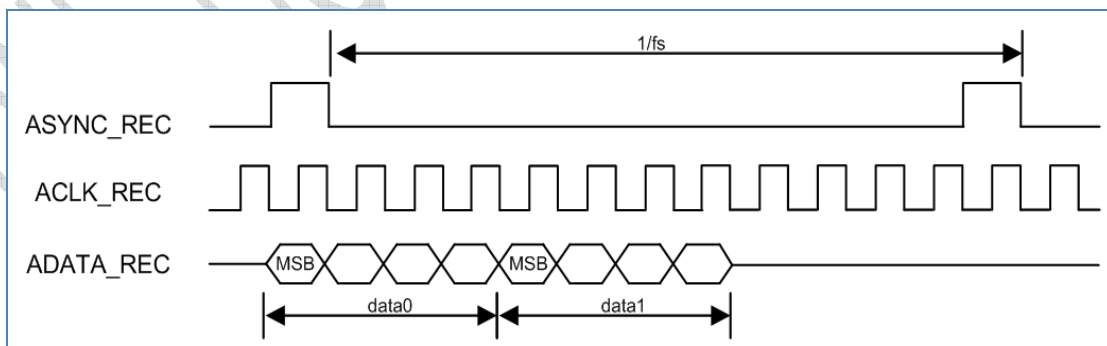 1/fs
ASYNC_REC
ACLK_REC
ADATA_REC
MSB MSB
data0 data1